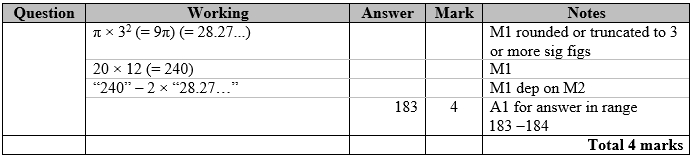 Question Working Answer Mark Notes
π × 3² (= 9π) (= 28.27...) M1 rounded or truncated to 3
or more sig figs
20 × 12 (= 240) M1
“240” – 2 × “28.27…” M1 dep on M2
183 4 A1 for answer in range
183 –184
Total 4 marks